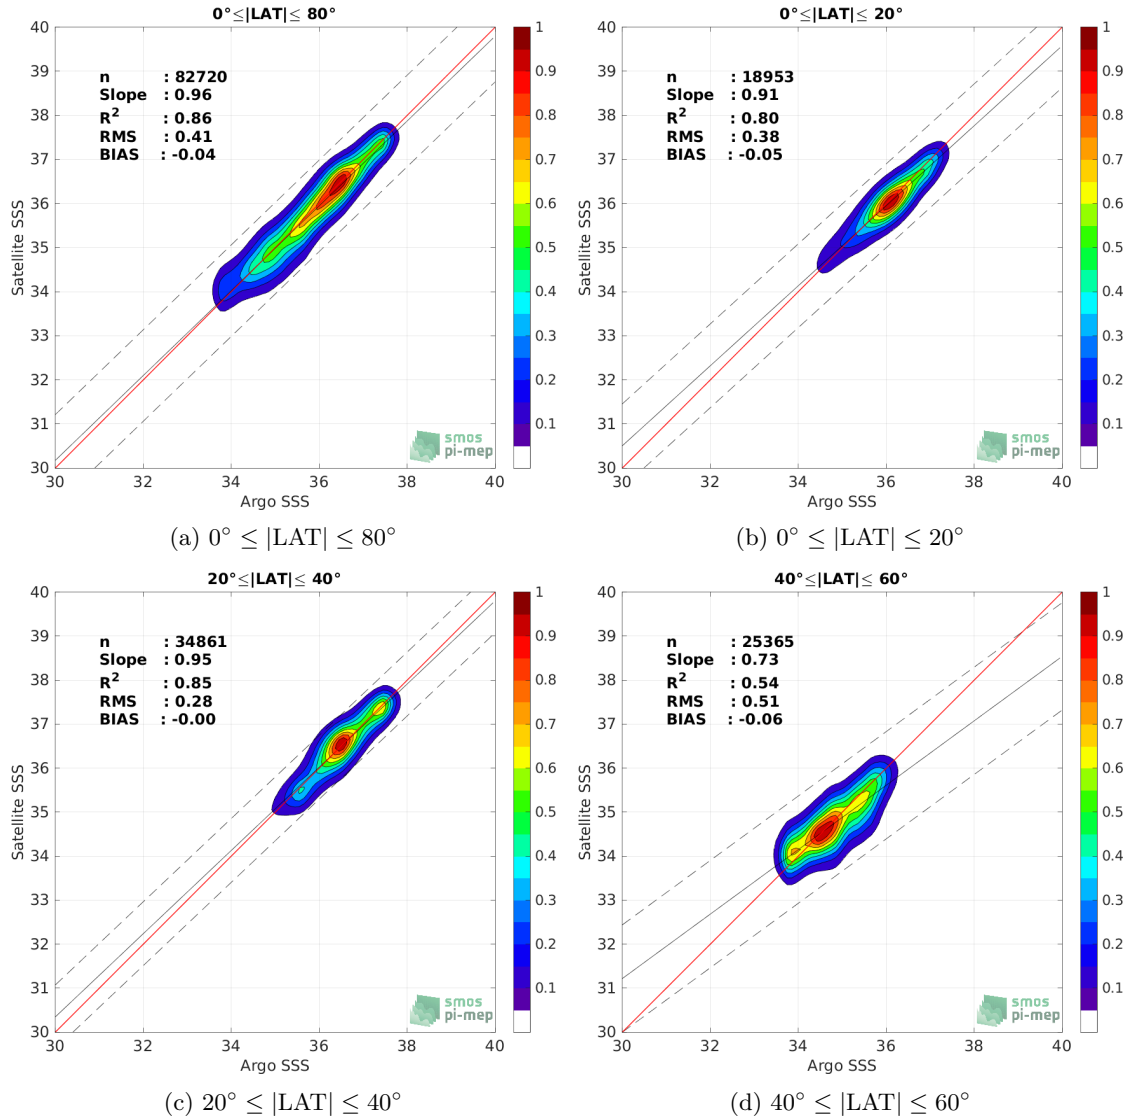 0°≤|LAT|≤ 80°
40
39
38
37
36
35
34
33
32
31
30
Satellite SSS
n : 82720
Slope : 0.96
R² : 0.86
RMS : 0.41
BIAS : -0.04
smos
pi-mep
30 32 34 36 38 40
Argo SSS
1
0.9
0.8
0.7
0.6
0.5
0.4
0.3
0.2
0.1
(a) 0° ≤ |LAT| ≤ 80°
0°≤|LAT|≤ 20°
40
39
38
37
36
35
34
33
32
31
30
Satellite SSS
n : 18953
Slope : 0.91
R² : 0.80
RMS : 0.38
BIAS : -0.05
smos
pi-mep
30 32 34 36 38 40
Argo SSS
1
0.9
0.8
0.7
0.6
0.5
0.4
0.3
0.2
0.1
(b) 0° ≤ |LAT| ≤ 20°
20°≤|LAT|≤ 40°
40
39
38
37
36
35
34
33
32
31
30
Satellite SSS
n : 34861
Slope : 0.95
R² : 0.85
RMS : 0.28
BIAS : -0.00
smos
pi-mep
30 32 34 36 38 40
Argo SSS
1
0.9
0.8
0.7
0.6
0.5
0.4
0.3
0.2
0.1
(c) 20° ≤ |LAT| ≤ 40°
40°≤|LAT|≤ 60°
40
39
38
37
36
35
34
33
32
31
30
Satellite SSS
n : 25365
Slope : 0.73
R² : 0.54
RMS : 0.51
BIAS : -0.06
smos
pi-mep
30 32 34 36 38 40
Argo SSS
1
0.9
0.8
0.7
0.6
0.5
0.4
0.3
0.2
0.1
(d) 40° ≤ |LAT| ≤ 60°